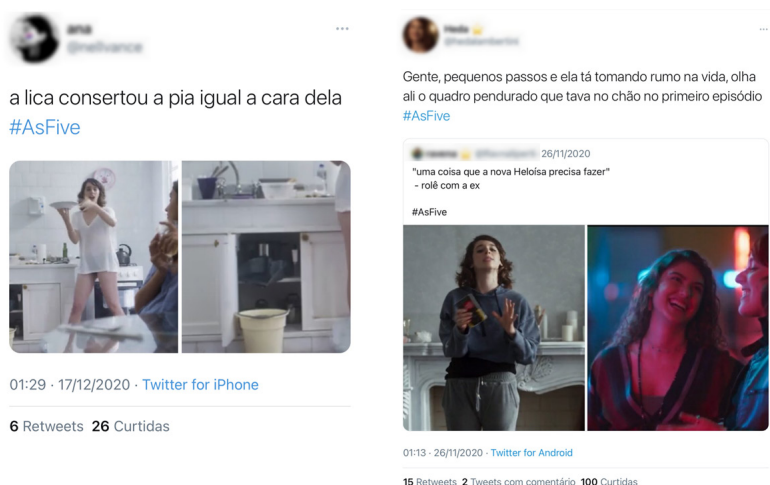 a lica consertou a pia igual a cara dela
#AsFive
01:29 · 17/12/2020 · Twitter for iPhone
6 Retweets 26 Curtidas
Gente, pequenos passos e ela tá tomando rumo na vida, olha
ali o quadro pendurado que tava no chão no primeiro episódio
#AsFive
26/11/2020
"uma coisa que a nova Heloísa precisa fazer"
- rolê com a ex
#AsFive
01:13 · 26/11/2020 · Twitter for Android
15 Retweets 2 Tweets com comentário 100 Curtidas